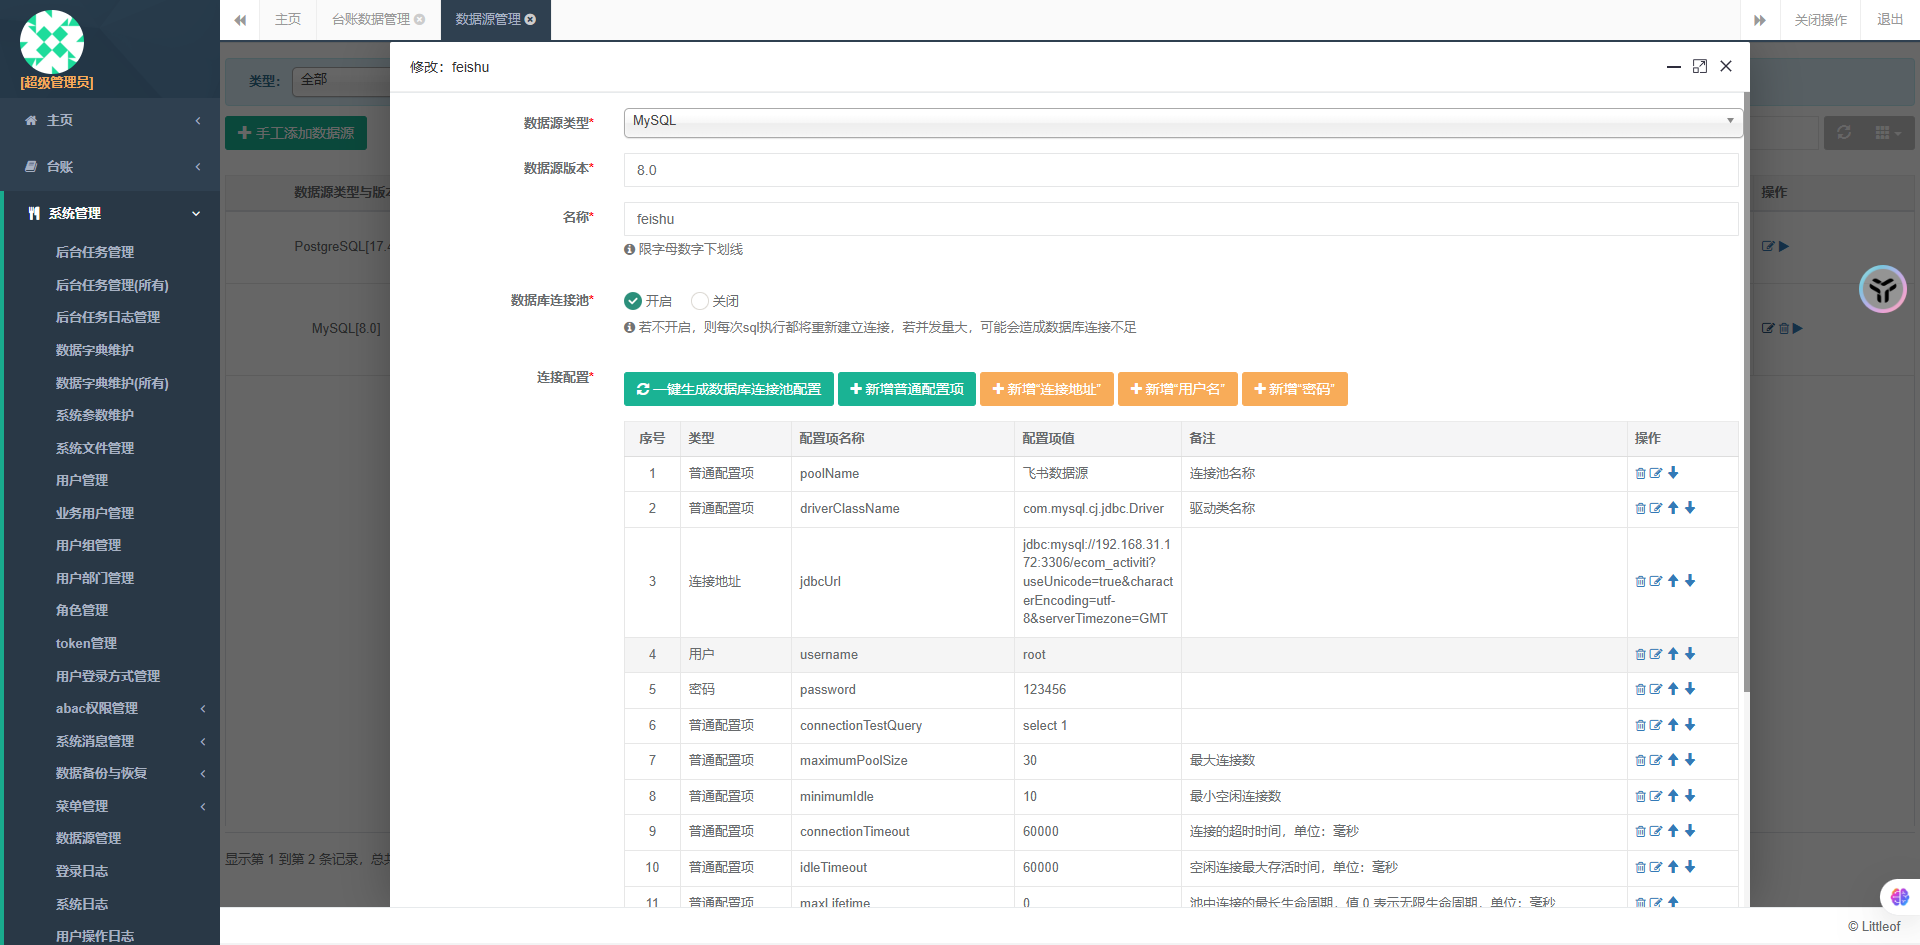 [超级管理员]
主页
台账
系统管理
后台任务管理
后台任务管理(所有)
后台任务日志管理
数据字典维护
数据字典维护(所有)
系统参数维护
系统文件管理
用户管理
业务用户管理
用户组管理
用户部门管理
角色管理
token管理
用户登录方式管理
abac权限管理
系统消息管理
数据备份与恢复
菜单管理
数据源管理
登录日志
系统日志
用户操作日志
主页 台账数据管理 数据源管理 关闭操作 退出
类型： 全部
手工添加数据源
数据源类型与版本 操作
PostgreSQL[17.4
MySQL[8.0]
显示第 1 到第 2 条记录，总共
修改：feishu
数据源类型* MySQL
数据源版本* 8.0
名称* feishu
限字母数字下划线
数据库连接池* 开启 关闭
若不开启，则每次sql执行都将重新建立连接，若并发量大，可能会造成数据库连接不足
连接配置* 一键生成数据库连接池配置 新增普通配置项 新增“连接地址” 新增“用户名” 新增“密码”
序号 类型 配置项名称 配置项值 备注 操作
1 普通配置项 poolName 飞书数据源 连接池名称
2 普通配置项 driverClassName com.mysql.cj.jdbc.Driver 驱动类名称
3 连接地址 jdbcUrl jdbc:mysql://192.168.31.1
72:3306/ecom_activiti?
useUnicode=true&charact
erEncoding=utf-
8&serverTimezone=GMT
4 用户 username root
5 密码 password 123456
6 普通配置项 connectionTestQuery select 1
7 普通配置项 maximumPoolSize 30 最大连接数
8 普通配置项 minimumIdle 10 最小空闲连接数
9 普通配置项 connectionTimeout 60000 连接的超时时间，单位：毫秒
10 普通配置项 idleTimeout 60000 空闲连接最大存活时间，单位：毫秒
11 普通配置项 maxLifetime 0 池中连接的最长生命周期，值 0 表示无限生命周期，单位：毫秒
© Littleof